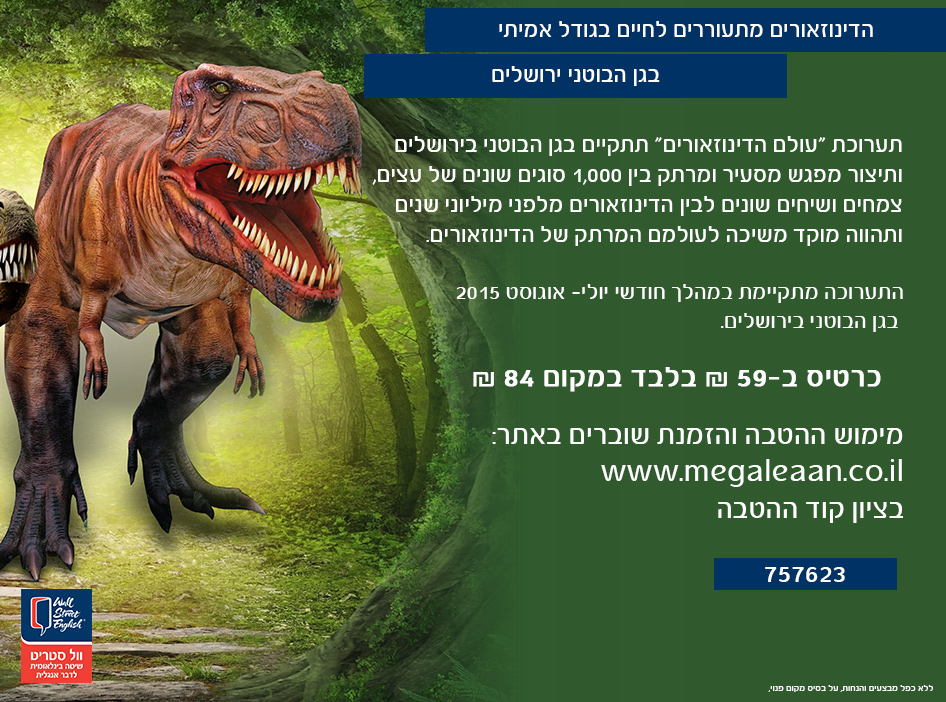 הדינוזאורים מתעוררים לחיים בגודל אמיתי
בגן הבוטני ירושלים
תערוכת "עולם הדינוזאורים" תתקיים בגן הבוטני בירושלים
ותיצור מפגש מסעיר ומרתק בין 1,000 סוגים שונים של עצים,
צמחים ושיחים שונים לבין הדינוזאורים מלפני מיליוני שנים
ותהווה מוקד משיכה לעולמם המרתק של הדינוזאורים.
התערוכה מתקיימת במהלך חודשי יולי- אוגוסט 2015
בגן הבוטני בירושלים.
כרטיס ב-59 ₪ בלבד במקום 84 ₪
מימוש ההטבה והזמנת שוברים באתר:
www.megaleaan.co.il
בציון קוד ההטבה
757623
Wall
Street
English
וול סטריט
שיטה בינלאומית
לדבר אנגלית
ללא כפל מבצעים והנחות, על בסיס מקום פנוי.